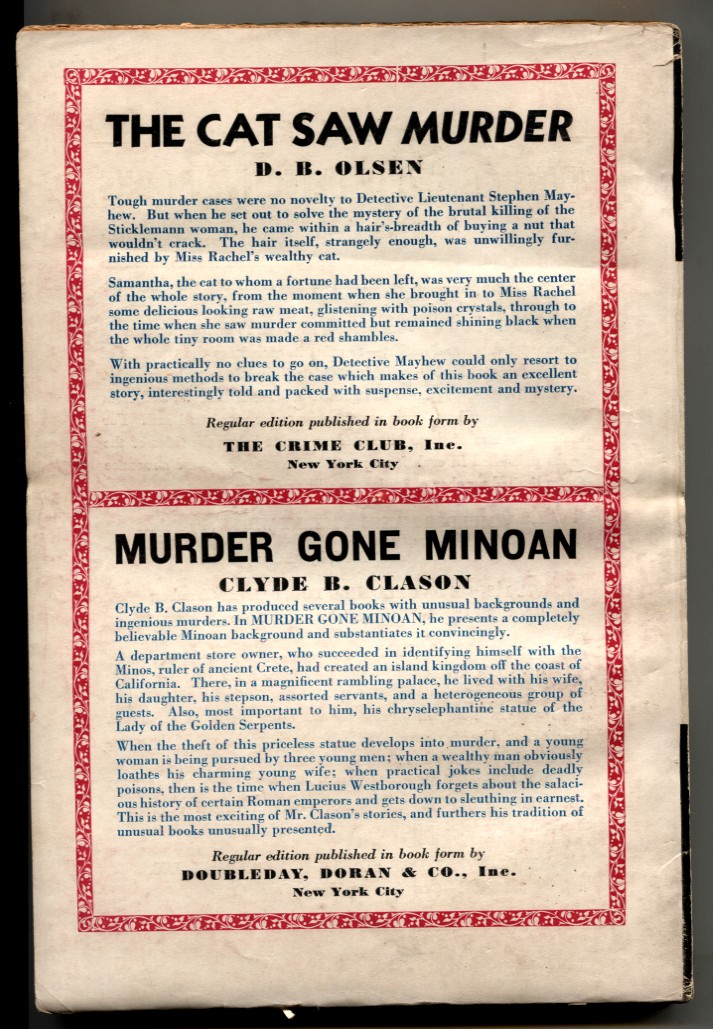 THE CAT SAW MURDER
D. B. OLSEN
Tough murder cases were no novelty to Detective Lieutenant Stephen May-
hew. But when he set out to solve the mystery of the brutal killing of the
Sticklemann woman, he came within a hair's-breadth of buying a nut that
wouldn't crack. The hair itself, strangely enough, was unwillingly fur-
nished by Miss Rachel's wealthy cat.
Samantha, the cat to whom a fortune had been left, was very much the center
of the whole story, from the moment when she brought in to Miss Rachel
some delicious looking raw meat, glistening with poison crystals, through to
the time when she saw murder committed but remained shining black when
the whole tiny room was made a red shambles.
With practically no clues to go on, Detective Mayhew could only resort to
ingenious methods to break the case which makes of this book an excellent
story, interestingly told and packed with suspense, excitement and mystery.
Regular edition published in book form by
THE CRIME CLUB, Inc.
New York City
MURDER GONE MINOAN
CLYDE B. CLASON
Clyde B. Clason has produced several books with unusual backgrounds and
ingenious murders. In MURDER GONE MINOAN, he presents a completely
believable Minoan background and substantiates it convincingly.
A department store owner, who succeeded in identifying himself with the
Minos, ruler of ancient Crete, had created an island kingdom off the coast of
California. There, in a magnificent rambling palace, he lived with his wife,
his daughter, his stepson, assorted servants, and a heterogeneous group of
guests. Also, most important to him, his chryselephantine statue of the
Lady of the Golden Serpents.
When the theft of this priceless statue develops into murder, and a young
woman is being pursued by three young men; when a wealthy man obviously
loathes his charming young wife; when practical jokes include deadly
poisons, then is the time when Lucius Westborough forgets about the salaci-
ous history of certain Roman emperors and gets down to sleuthing in earnest.
This is the most exciting of Mr. Clason's stories, and furthers his tradition of
unusual books unusually presented.
Regular edition published in book form by
DOUBLEDAY, DORAN & CO., Inc.
New York City